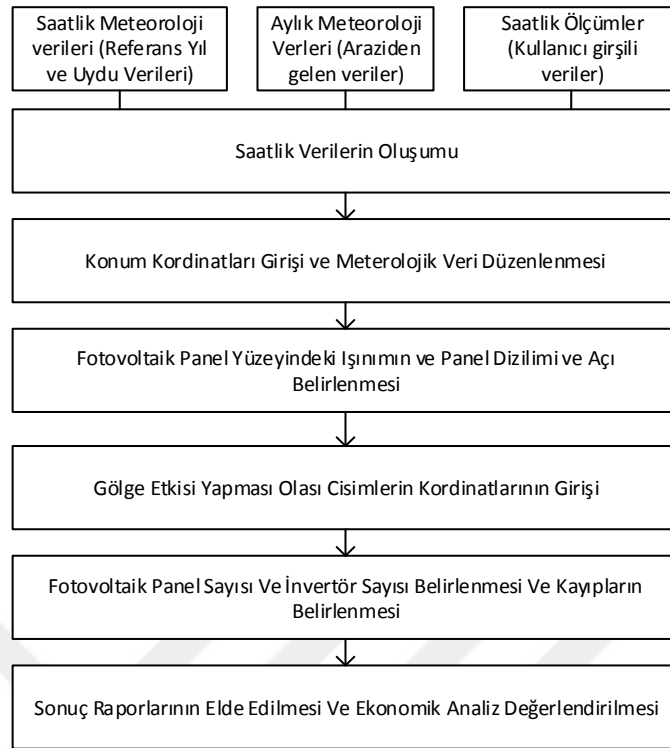 Saatlik Meteoroloji
verileri (Referans Yıl
ve Uydu Verileri)
Aylık Meteoroloji
Verleri (Araziden
gelen veriler)
Saatlik Ölçümler
(Kullanıcı girşili
veriler)
Saatlik Verilerin Oluşumu
Konum Kordinatları Girişi ve Meterolojik Veri Düzenlenmesi
Fotovoltaik Panel Yüzeyindeki Işınımın ve Panel Dizilimi ve Açı
Belirlenmesi
Gölge Etkisi Yapması Olası Cisimlerin Kordinatlarının Girişi
Fotovoltaik Panel Sayısı Ve İnvertör Sayısı Belirlenmesi Ve Kayıpların
Belirlenmesi
Sonuç Raporlarının Elde Edilmesi Ve Ekonomik Analiz Değerlendirilmesi